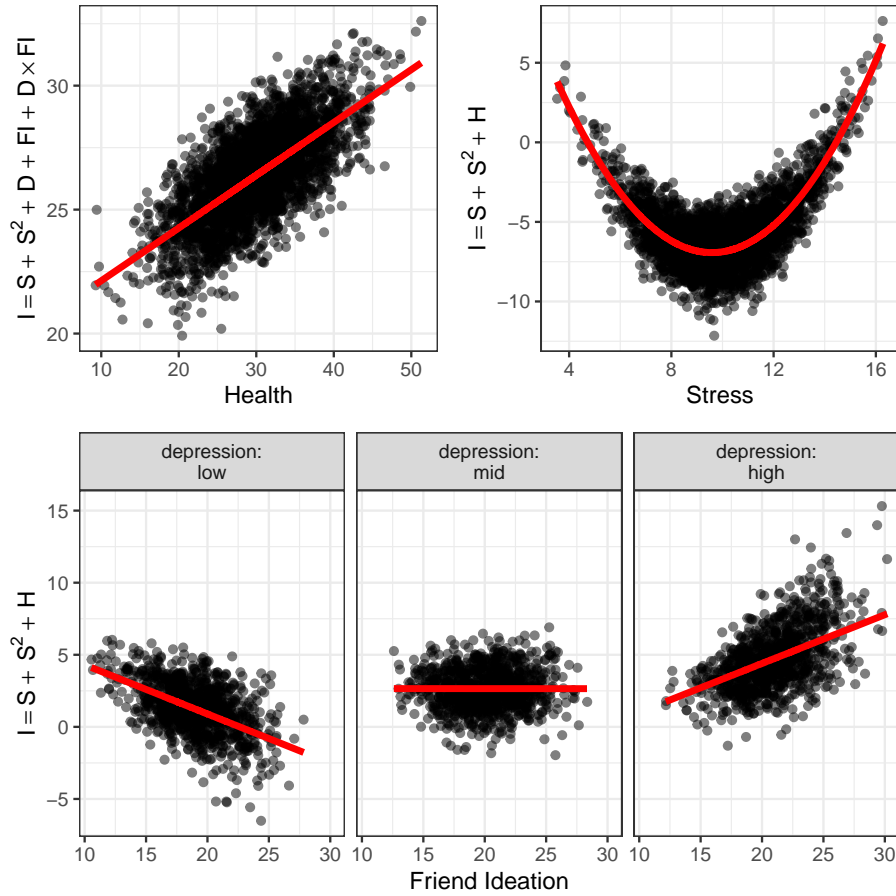 I = S + S² + D + FI + D × FI
30
25
20
10 20 30 40 50
Health
I = S + S² + H
5
0
−5
−10
4 8 12 16
Stress
depression:
low
depression:
mid
depression:
high
I = S + S² + H
15
10
5
0
−5
10 15 20 25 30
10 15 20 25 30
10 15 20 25 30
Friend Ideation